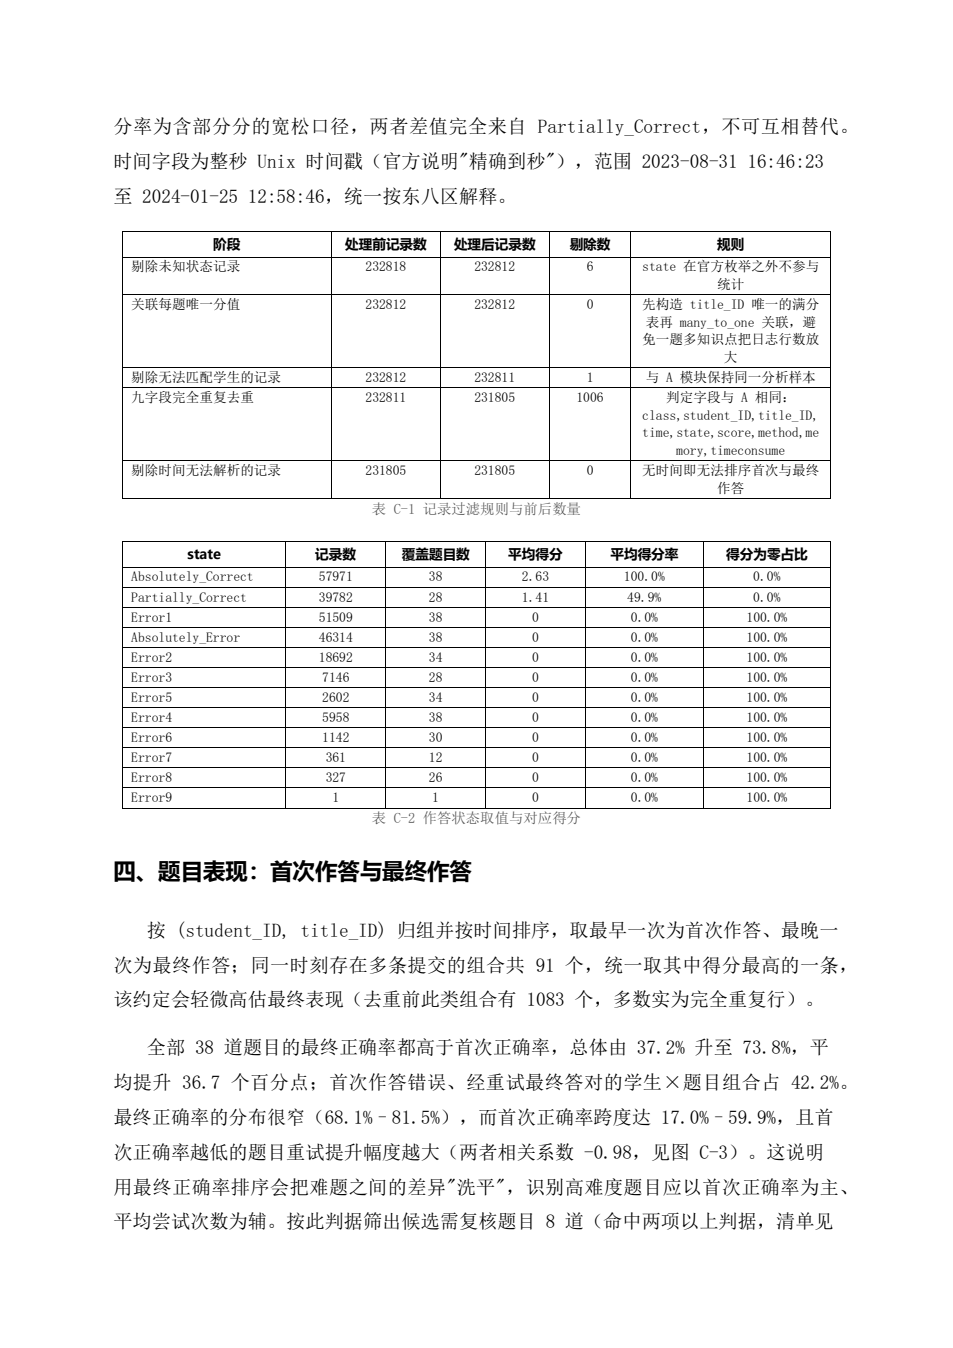 分率为含部分分的宽松口径，两者差值完全来自 Partially_Correct，不可互相替代。
时间字段为整秒 Unix 时间戳（官方说明"精确到秒"），范围 2023-08-31 16:46:23
至 2024-01-25 12:58:46，统一按东八区解释。
阶段 处理前记录数 处理后记录数 剔除数 规则
剔除未知状态记录 232818 232812 6 state 在官方枚举之外不参与
统计
关联每题唯一分值 232812 232812 0 先构造 title_ID 唯一的满分
表再 many_to_one 关联，避
免一题多知识点把日志行数放
大
剔除无法匹配学生的记录 232812 232811 1 与 A 模块保持同一分析样本
九字段完全重复去重 232811 231805 1006 判定字段与 A 相同：
class,student_ID,title_ID,
time,state,score,method,me
mory,timeconsume
剔除时间无法解析的记录 231805 231805 0 无时间即无法排序首次与最终
作答
表 C-1 记录过滤规则与前后数量
state 记录数 覆盖题目数 平均得分 平均得分率 得分为零占比
Absolutely_Correct 57971 38 2.63 100.0% 0.0%
Partially_Correct 39782 28 1.41 49.9% 0.0%
Error1 51509 38 0 0.0% 100.0%
Absolutely_Error 46314 38 0 0.0% 100.0%
Error2 18692 34 0 0.0% 100.0%
Error3 7146 28 0 0.0% 100.0%
Error5 2602 34 0 0.0% 100.0%
Error4 5958 38 0 0.0% 100.0%
Error6 1142 30 0 0.0% 100.0%
Error7 361 12 0 0.0% 100.0%
Error8 327 26 0 0.0% 100.0%
Error9 1 1 0 0.0% 100.0%
表 C-2 作答状态取值与对应得分
四、题目表现：首次作答与最终作答
按 (student_ID, title_ID) 归组并按时间排序，取最早一次为首次作答、最晚一
次为最终作答；同一时刻存在多条提交的组合共 91 个，统一取其中得分最高的一条，
该约定会轻微高估最终表现（去重前此类组合有 1083 个，多数实为完全重复行）。
全部 38 道题目的最终正确率都高于首次正确率，总体由 37.2% 升至 73.8%，平
均提升 36.7 个百分点；首次作答错误、经重试最终答对的学生×题目组合占 42.2%。
最终正确率的分布很窄（68.1%–81.5%），而首次正确率跨度达 17.0%–59.9%，且首
次正确率越低的题目重试提升幅度越大（两者相关系数 -0.98，见图 C-3）。这说明
用最终正确率排序会把难题之间的差异"洗平"，识别高难度题目应以首次正确率为主、
平均尝试次数为辅。按此判据筛出候选需复核题目 8 道（命中两项以上判据，清单见